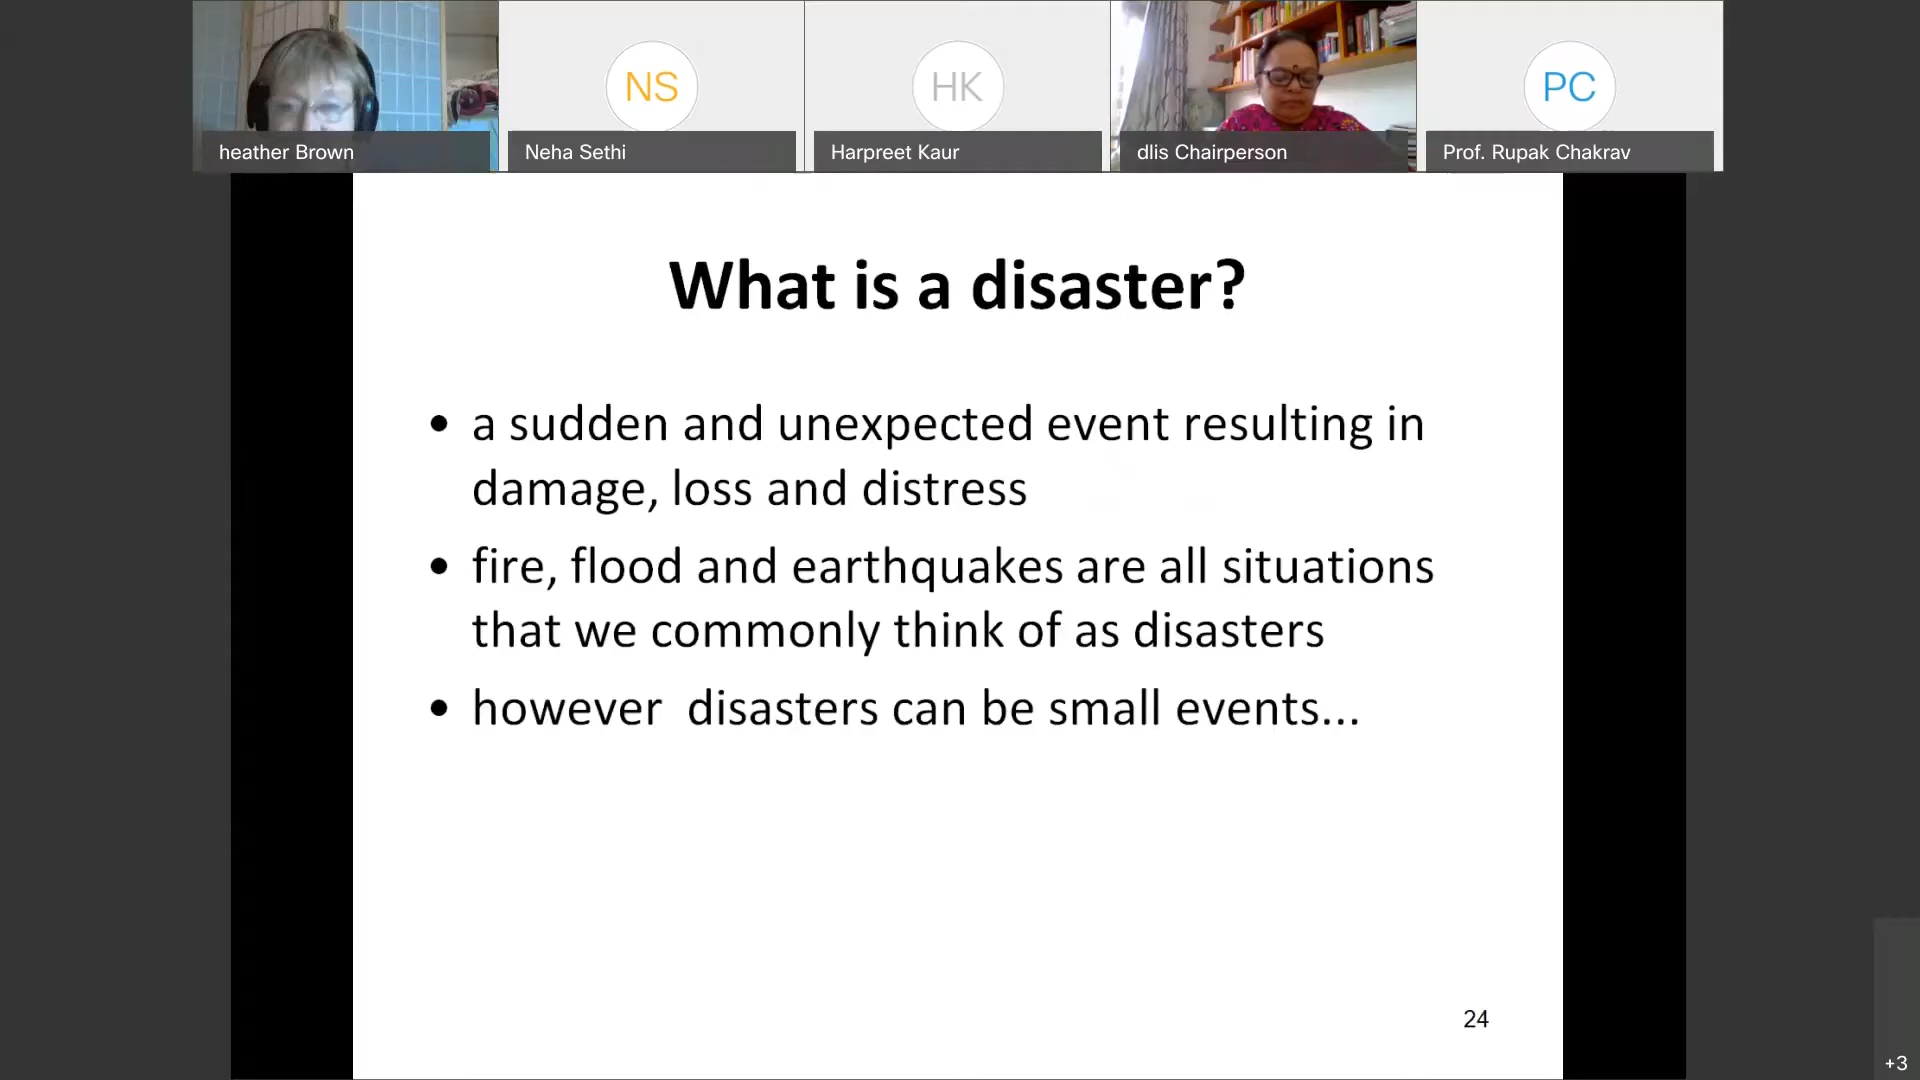 NS
HK
PC
heather Brown
Neha Sethi
Harpreet Kaur
dlis Chairperson
Prof. Rupak Chakrav
What is a disaster?
• a sudden and unexpected event resulting in
damage, loss and distress
• fire, flood and earthquakes are all situations
that we commonly think of as disasters
• however  disasters can be small events...
24
+3